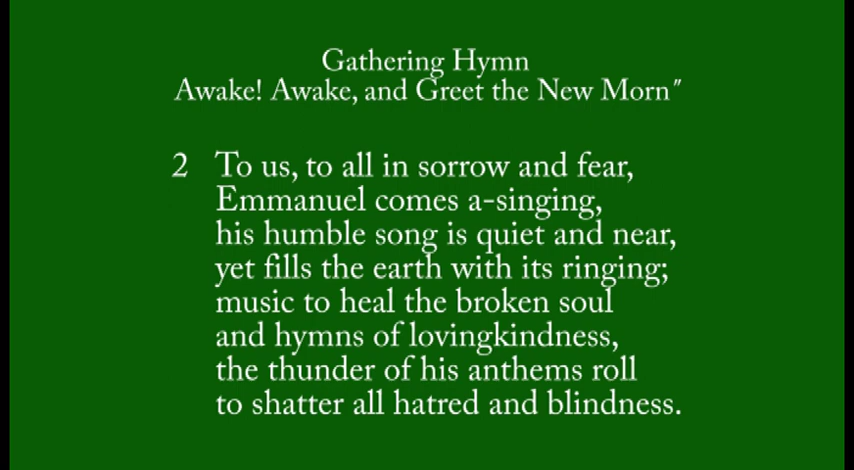 Gathering Hymn
Awake! Awake, and Greet the New Morn"
2 To us, to all in sorrow and fear,
Emmanuel comes a-singing,
his humble song is quiet and near,
yet fills the earth with its ringing;
music to heal the broken soul
and hymns of lovingkindness,
the thunder of his anthems roll
to shatter all hatred and blindness.